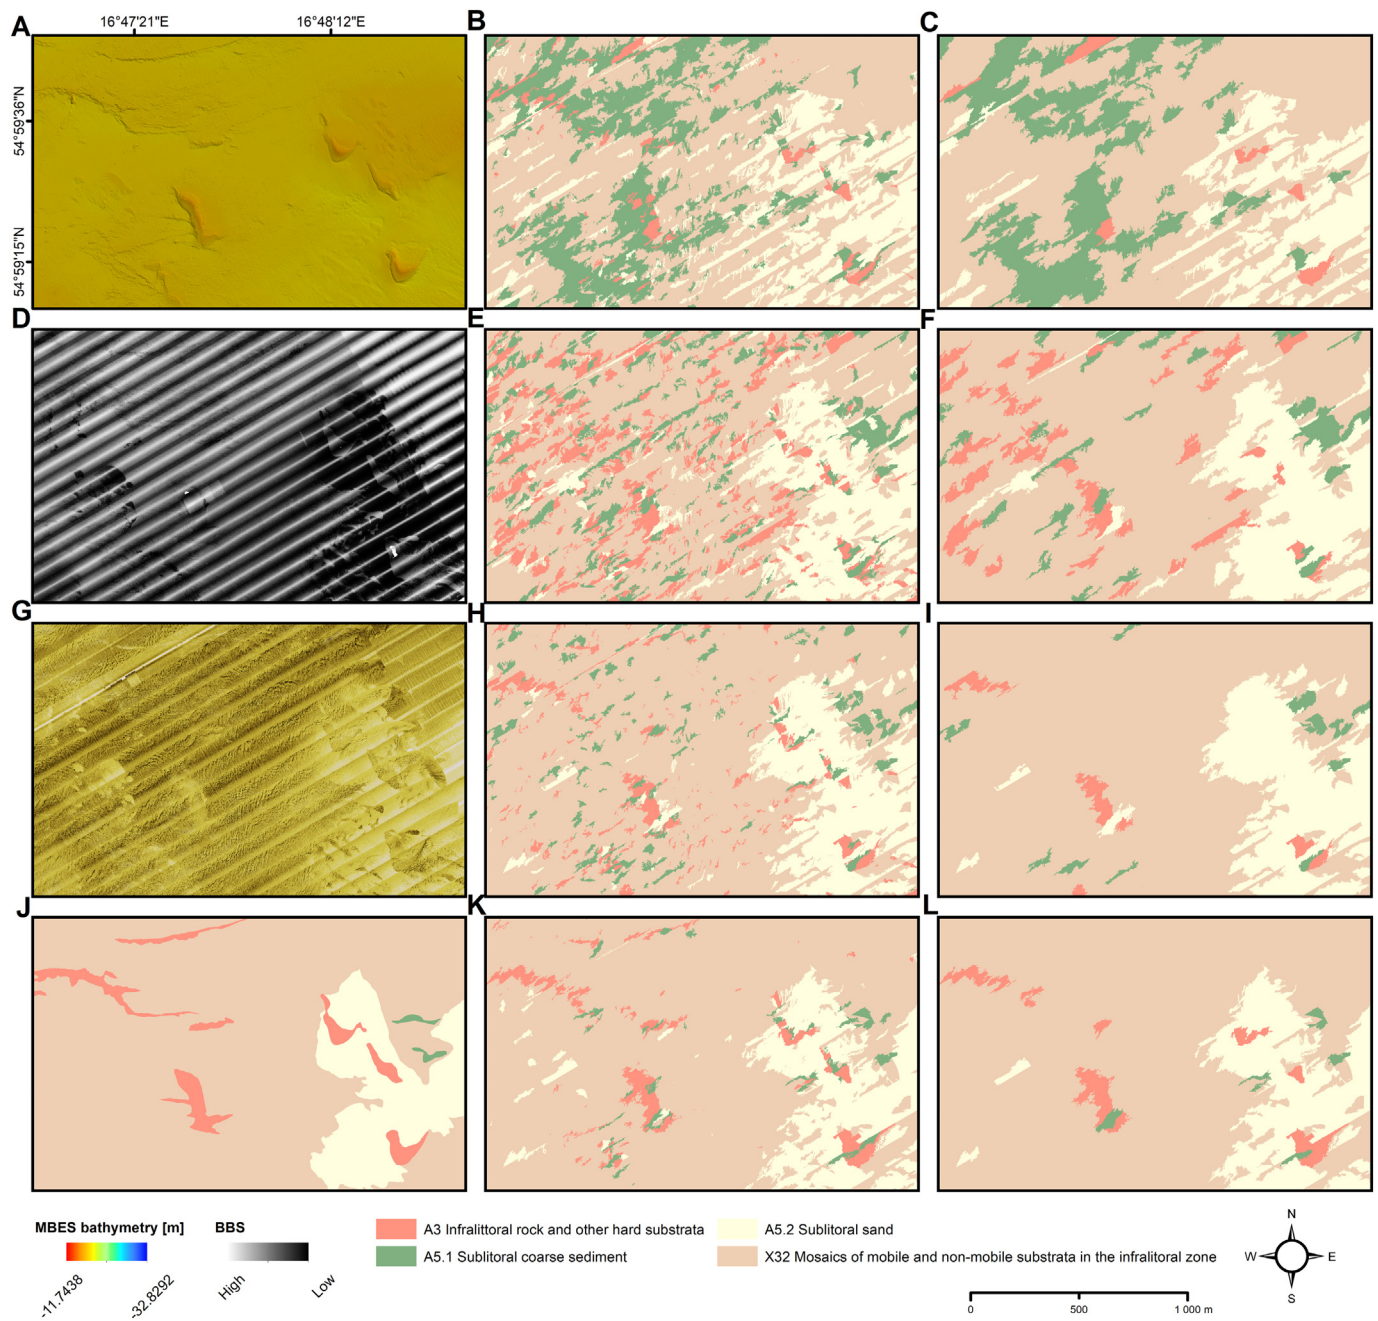 A
16°47'21"E
16°48'12"E
B
C
54°59'36"N
54°59'15"N
D
E
F
G
H
I
J
K
L
MBES bathymetry [m]
-11.7438
-32.8292
BBS
High
Low
A3 Infralittoral rock and other hard substrata
A5.1 Sublitoral coarse sediment
A5.2 Sublitoral sand
X32 Mosaics of mobile and non-mobile substrata in the infralitoral zone
N
W
E
S
0
500
1 000 m